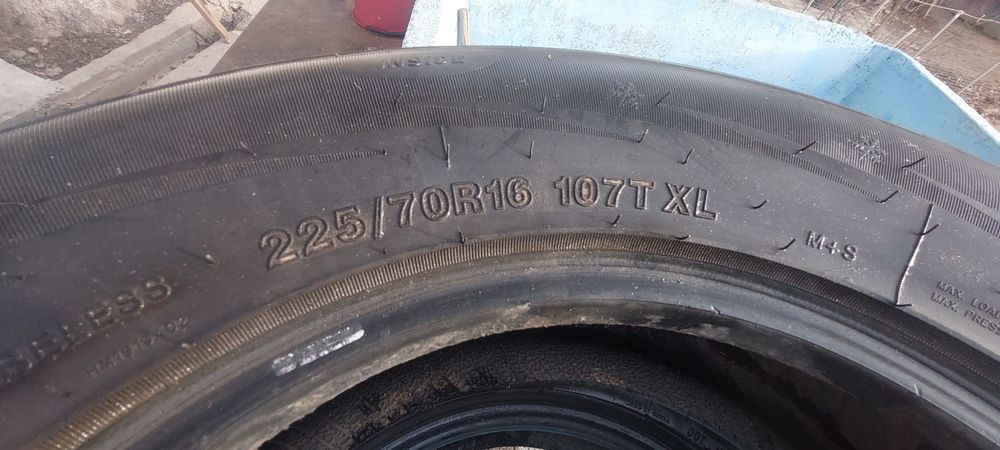 INSIDE
225/70R16 107T XL
M+S
MAX. LOAD
MAX. PRESS